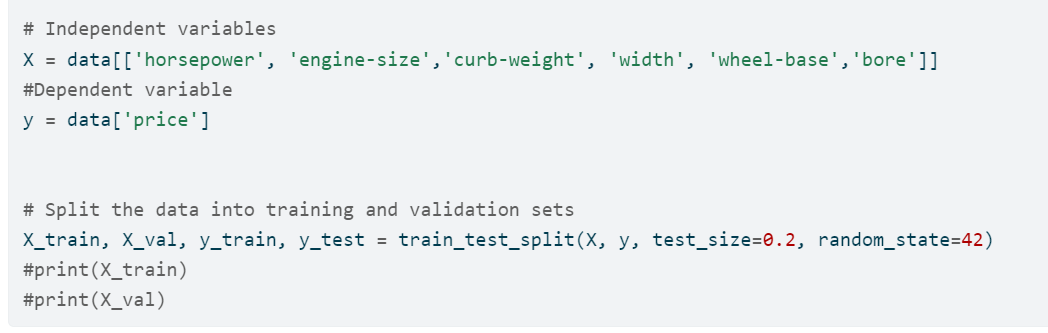 # Independent variables
X = data[['horsepower', 'engine-size','curb-weight', 'width', 'wheel-base','bore']]
#Dependent variable
y = data['price']
# Split the data into training and validation sets
X_train, X_val, y_train, y_test = train_test_split(X, y, test_size=0.2, random_state=42)
#print(X_train)
#print(X_val)